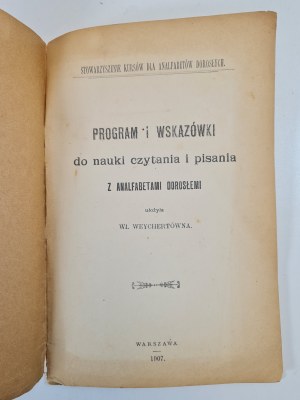 STOWARZYSZENIE KURSÓW DLA ANALFABETÓW DOROSŁYCH.
PROGRAM i WSKAZÓWKI
do nauki czytania i pisania
Z ANALFABETAMI DOROSŁEMI
ułożyła
WŁ. WEYCHERTÓWNA.
WARSZAWA
1907.